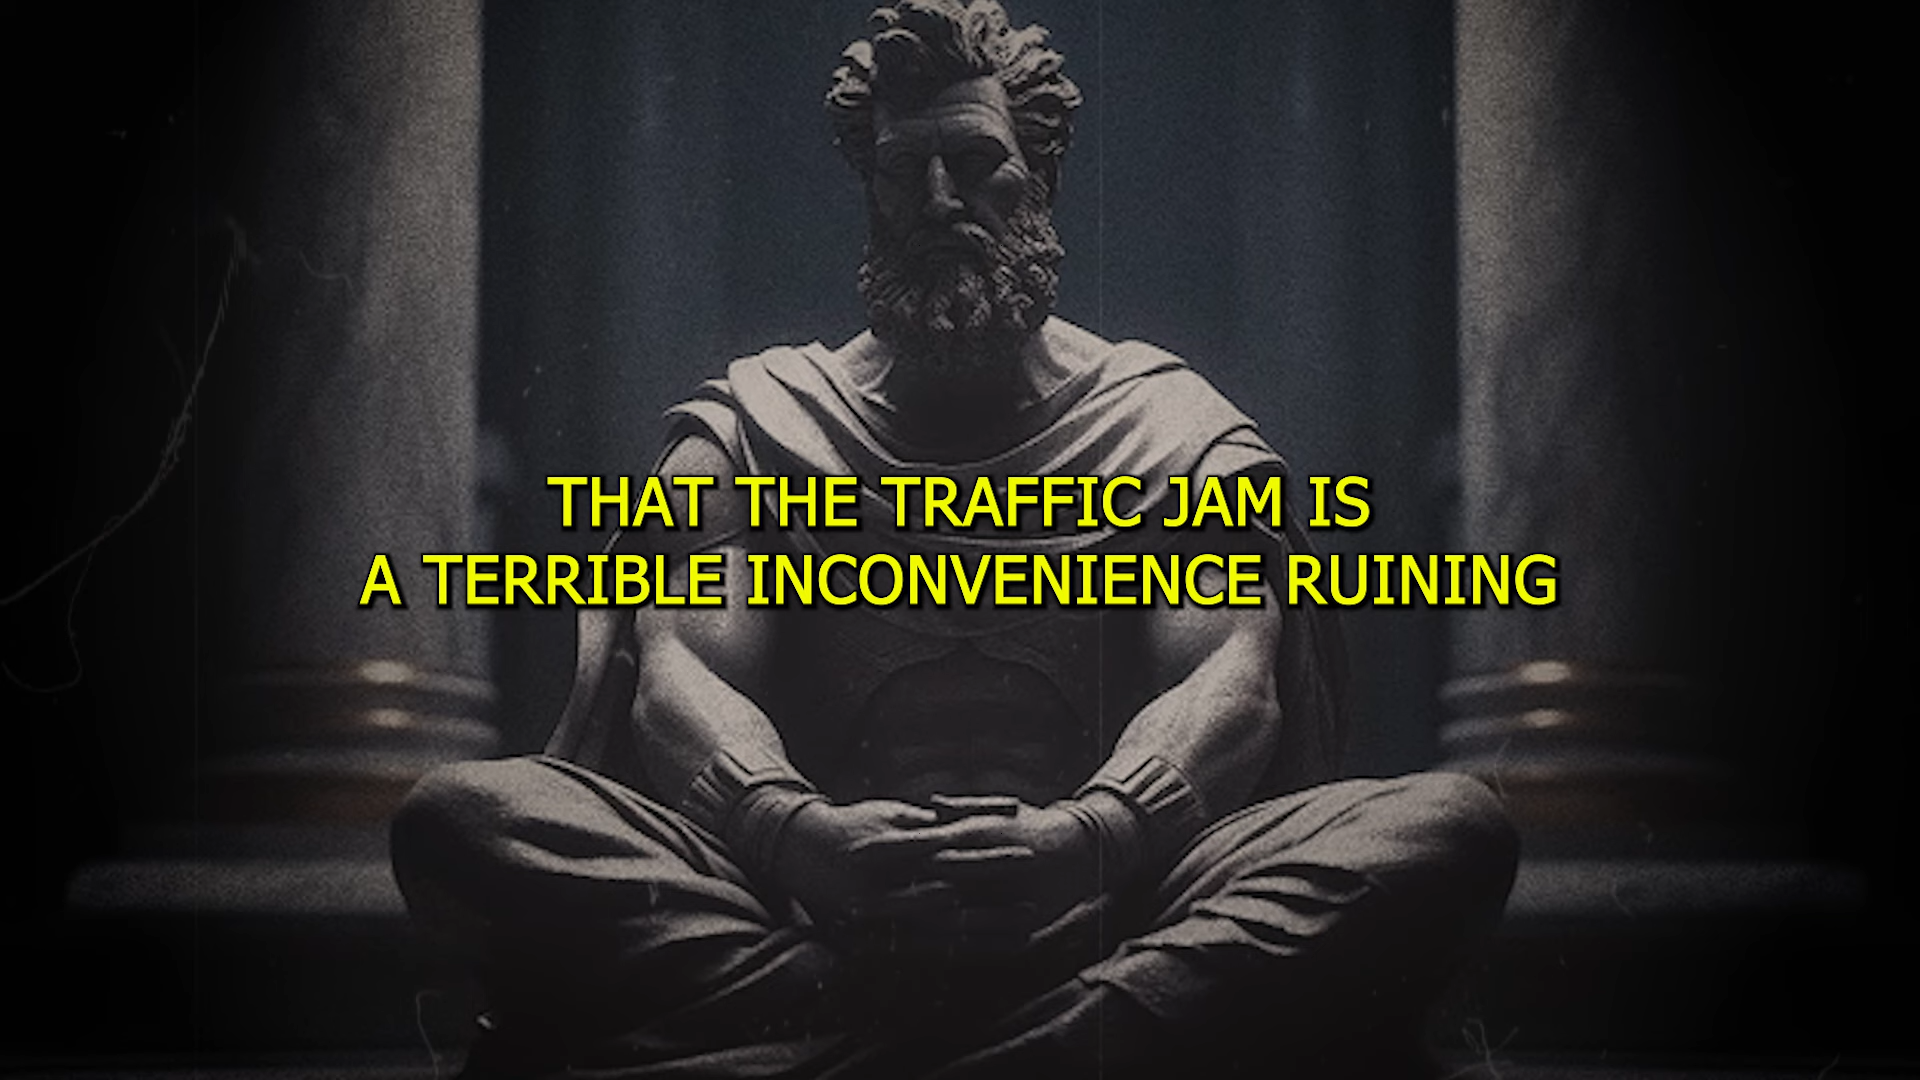 THAT THE TRAFFIC JAM IS
A TERRIBLE INCONVENIENCE RUINING